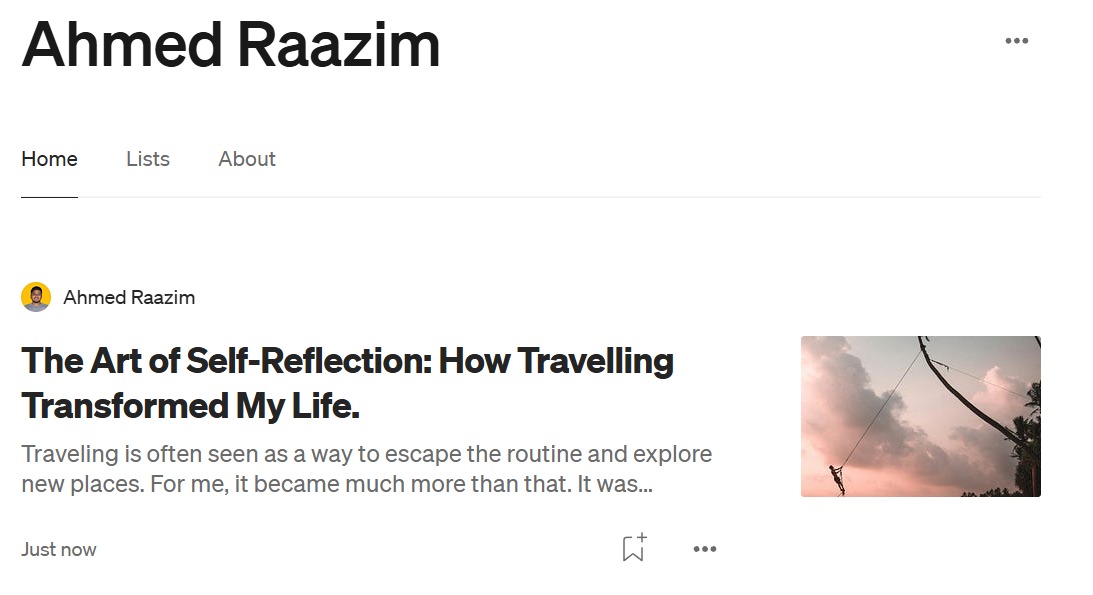 Ahmed Raazim
Home Lists About
Ahmed Raazim
The Art of Self-Reflection: How Travelling
Transformed My Life.
Traveling is often seen as a way to escape the routine and explore
new places. For me, it became much more than that. It was...
Just now